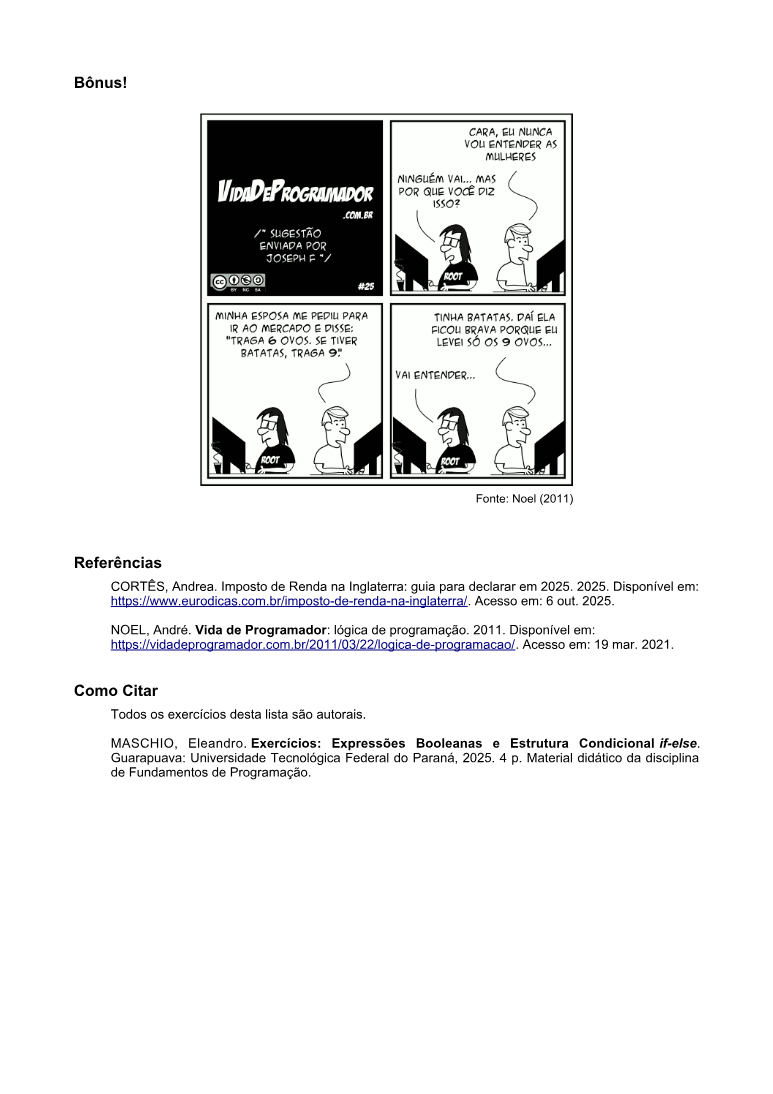 Bônus!
VIDADEPROGRAMADOR
.COM.BR
/* SUGESTÃO
ENVIADA POR
JOSEPH F */
CC BY NC SA
#25
CARA, EU NUNCA
VOU ENTENDER AS
MULHERES
NINGUÉM VAI... MAS
POR QUE VOCÊ DIZ
ISSO?
ROOT
MINHA ESPOSA ME PEDIU PARA
IR AO MERCADO E DISSE:
"TRAGA 6 OVOS. SE TIVER
BATATAS, TRAGA 9".
ROOT
TINHA BATATAS. DAÍ ELA
FICOU BRAVA PORQUE EU
LEVEI SÓ OS 9 OVOS...
VAI ENTENDER...
ROOT
Fonte: Noel (2011)
Referências
CORTÊS, Andrea. Imposto de Renda na Inglaterra: guia para declarar em 2025. 2025. Disponível em:
https://www.eurodicas.com.br/imposto-de-renda-na-inglaterra/. Acesso em: 6 out. 2025.
NOEL, André. Vida de Programador: lógica de programação. 2011. Disponível em:
https://vidadeprogramador.com.br/2011/03/22/logica-de-programacao/. Acesso em: 19 mar. 2021.
Como Citar
Todos os exercícios desta lista são autorais.
MASCHIO, Eleandro. Exercícios: Expressões Booleanas e Estrutura Condicional if-else.
Guarapuava: Universidade Tecnológica Federal do Paraná, 2025. 4 p. Material didático da disciplina
de Fundamentos de Programação.